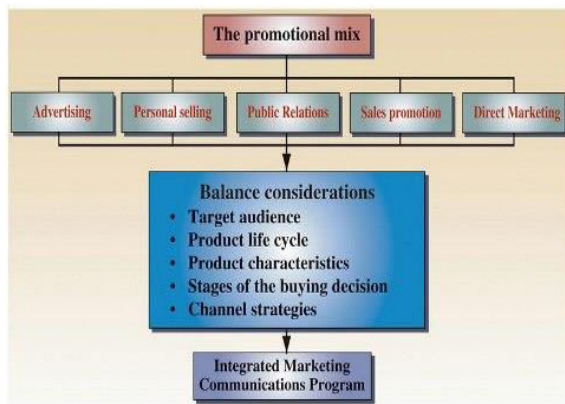 The promotional mix
Advertising
Personal selling
Public Relations
Sales promotion
Direct Marketing
Balance considerations
• Target audience
• Product life cycle
• Product characteristics
• Stages of the buying decision
• Channel strategies
Integrated Marketing
Communications Program